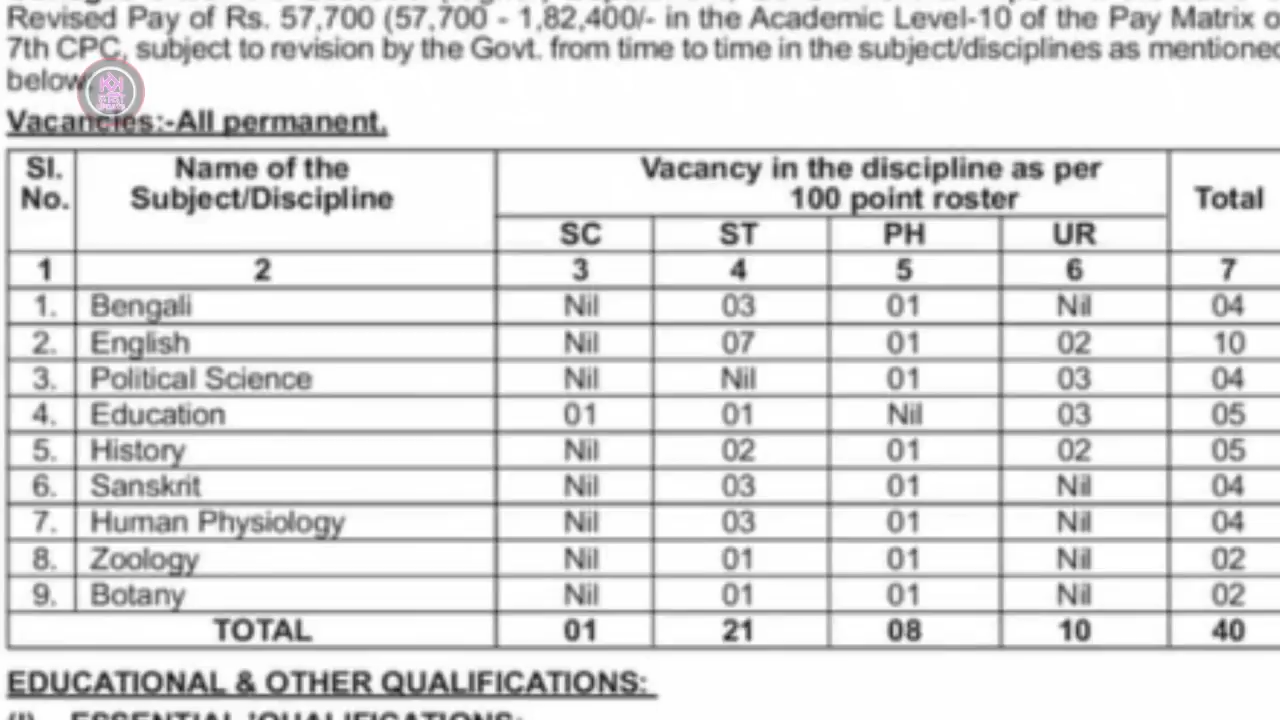 Revised Pay of Rs. 57,700 (57,700 - 1,82,400/- in the Academic Level-10 of the Pay Matrix
7th CPC, subject to revision by the Govt. from time to time in the subject/disciplines as mentioned
below.
Vacancies:-All permanent.
Sl. No. Name of the Subject/Discipline Vacancy in the discipline as per 100 point roster Total
SC ST PH UR
1 2 3 4 5 6 7
1. Bengali Nil 03 01 Nil 04
2. English Nil 07 01 02 10
3. Political Science Nil Nil 01 03 04
4. Education 01 01 Nil 03 05
5. History Nil 02 01 02 05
6. Sanskrit Nil 03 01 Nil 04
7. Human Physiology Nil 03 01 Nil 04
8. Zoology Nil 01 01 Nil 02
9. Botany Nil 01 01 Nil 02
TOTAL 01 21 08 10 40
EDUCATIONAL & OTHER QUALIFICATIONS:
(I) ESSENTIAL 'QUALIFICATIONS: